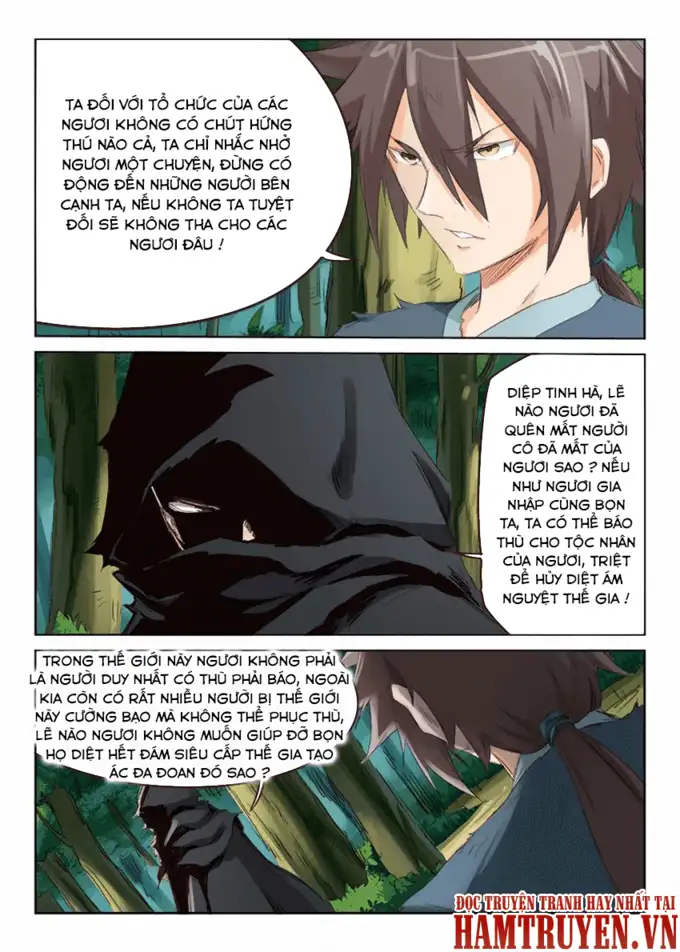 TA ĐỐI VỚI TỔ CHỨC CỦA CÁC
NGƯƠI KHÔNG CÓ CHÚT HỨNG
THÚ NÀO CẢ, TA CHỈ NHẮC NHỞ
NGƯƠI MỘT CHUYỆN, ĐỪNG CÓ
ĐỘNG ĐẾN NHỮNG NGƯỜI BÊN
CẠNH TA, NẾU KHÔNG TA TUYỆT
ĐỐI SẼ KHÔNG THA CHO CÁC
NGƯƠI ĐÂU !
DIỆP TINH HÀ, LẼ
NÀO NGƯƠI ĐÃ
QUÊN MẤT NGƯỜI
CÔ ĐÃ MẤT CỦA
NGƯƠI SAO ? NẾU
NHƯ NGƯƠI GIA
NHẬP CÙNG BỌN
TA, TA CÓ THỂ BÁO
THÙ CHO TỘC NHÂN
CỦA NGƯƠI, TRIỆT
ĐỂ HỦY DIỆT ÁM
NGUYỆT THẾ GIA !
TRONG THẾ GIỚI NÀY NGƯƠI KHÔNG PHẢI
LÀ NGƯỜI DUY NHẤT CÓ THÙ PHẢI BÁO, NGOÀI
KIA CÒN CÓ RẤT NHIỀU NGƯỜI BỊ THẾ GIỚI
NÀY CƯỜNG BẠO MÀ KHÔNG THỂ PHỤC THÙ,
LẼ NÀO NGƯƠI KHÔNG MUỐN GIÚP ĐỠ BỌN
HỌ DIỆT HẾT ĐÁM SIÊU CẤP THẾ GIA TẠO
ÁC ĐA ĐOAN ĐÓ SAO ?
ĐỌC TRUYỆN TRANH HAY NHẤT TẠI
HAMTRUYEN.VN